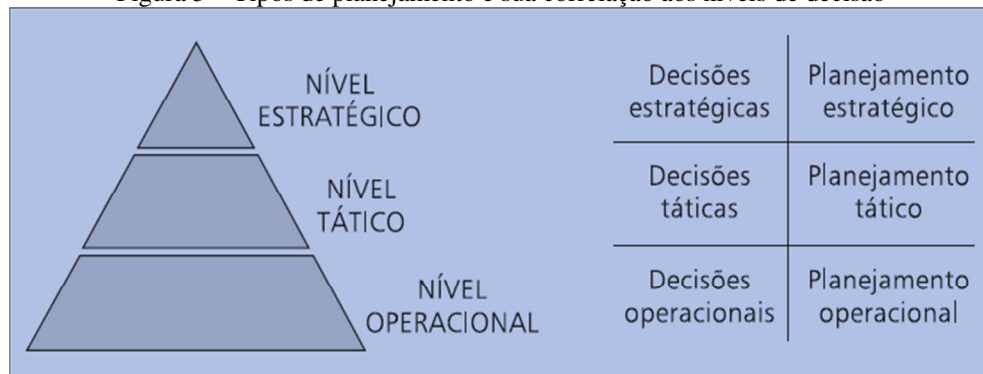 NÍVEL
ESTRATÉGICO
NÍVEL
TÁTICO
NÍVEL
OPERACIONAL
Decisões
estratégicas
Planejamento
estratégico
Decisões
táticas
Planejamento
tático
Decisões
operacionais
Planejamento
operacional